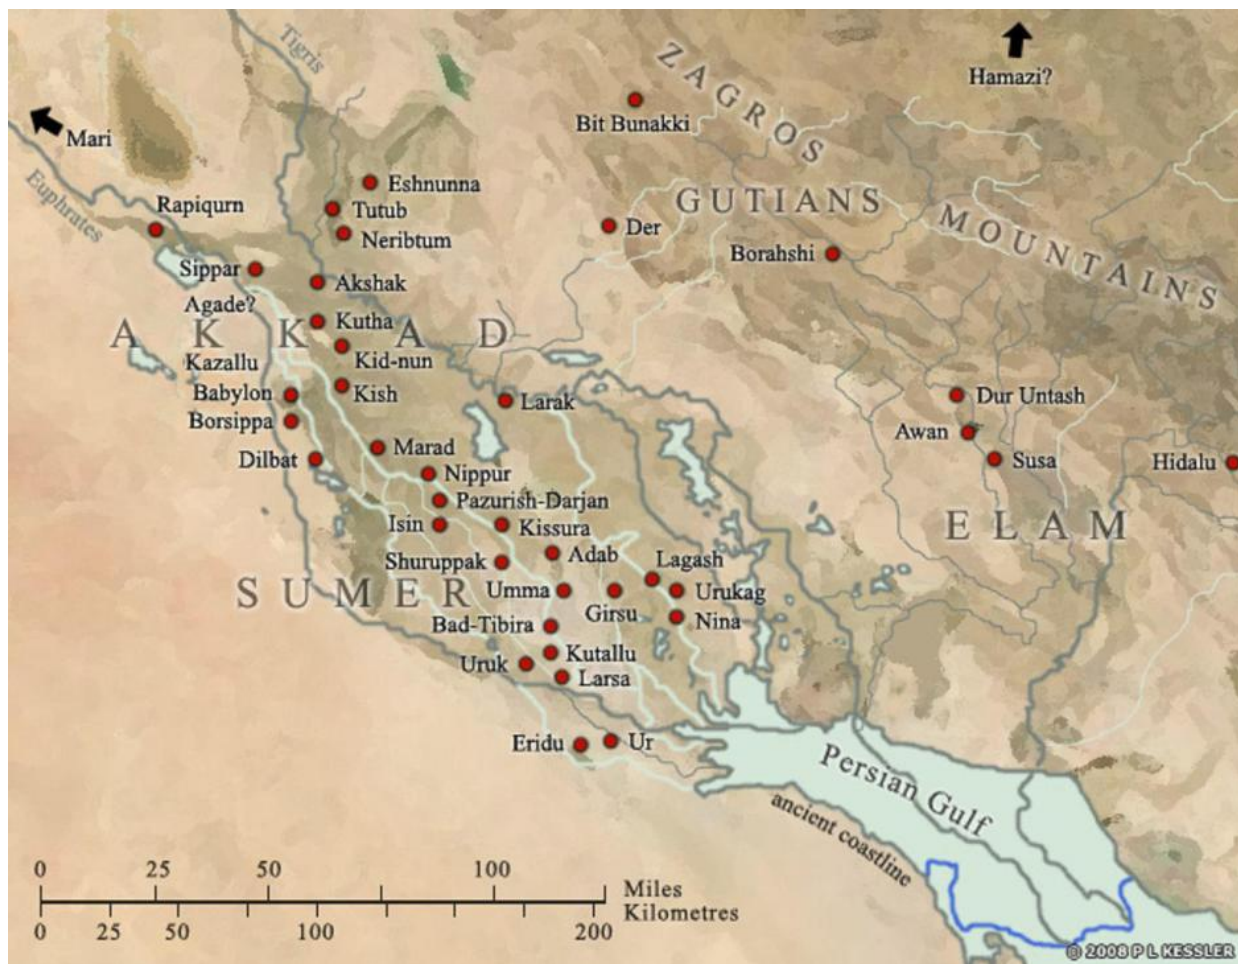 Hamazi?
ZAGROS
Tigris
Bit Bunakki
Mari
Euphrates
Eshnunna
Rapiqurn
Tutub
GUTIANS
Neribtum
Der
MOUNTAINS
Borahshi
Sippar
Akshak
Agade?
Kutha
AKKAD
Kid-nun
Kazallu
Babylon
Kish
Larak
Dur Untash
Borsippa
Awan
Marad
Dilbat
Susa
Hidalu
Nippur
Pazurish-Darjan
Isin
Kissura
ELAM
Adab
Shuruppak
Lagash
SUMER
Umma
Urukag
Girsu
Nina
Bad-Tibira
Kutallu
Uruk
Larsa
Eridu
Ur
Persian Gulf
ancient coastline
0 25 50 100
Miles
Kilometres
0 25 50 100 200
© 2008 P L KESSLER